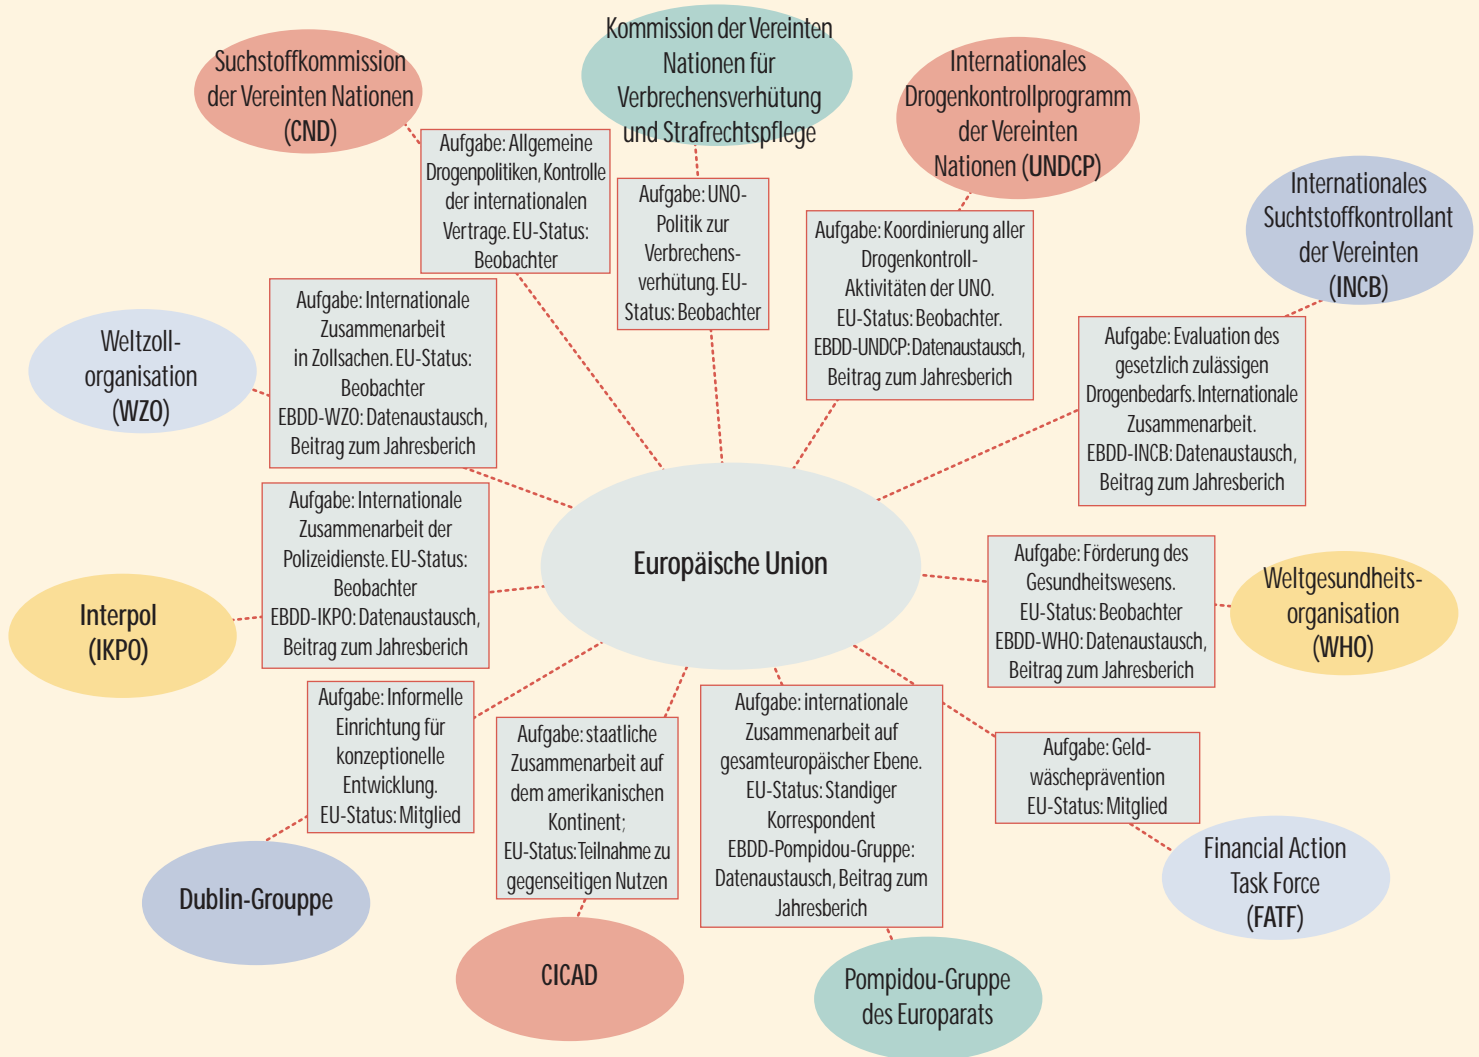 Suchstoffkommission
der Vereinten Nationen
(CND)
Kommission der Vereinten
Nationen für
Verbrechensverhütung
und Strafrechtspflege
Internationales
Drogenkontrollprogramm
der Vereinten
Nationen (UNDCP)
Internationales
Suchtstoffkontrollant
der Vereinten
(INCB)
Aufgabe: Allgemeine
Drogenpolitiken, Kontrolle
der internationalen
Vertrage. EU-Status:
Beobachter
Aufgabe: UNO-
Politik zur
Verbrechens-
verhütung. EU-
Status: Beobachter
Aufgabe: Koordinierung aller
Drogenkontroll-
Aktivitäten der UNO.
EU-Status: Beobachter.
EBDD-UNDCP: Datenaustausch,
Beitrag zum Jahresberich
Aufgabe: Evaluation des
gesetzlich zulässigen
Drogenbedarfs. Internationale
Zusammenarbeit.
EBDD-INCB: Datenaustausch,
Beitrag zum Jahresberich
Weltzoll-
organisation
(WZO)
Aufgabe: Internationale
Zusammenarbeit
in Zollsachen. EU-Status:
Beobachter
EBDD-WZO: Datenaustausch,
Beitrag zum Jahresberich
Interpol
(IKPO)
Aufgabe: Internationale
Zusammenarbeit der
Polizeidienste. EU-Status:
Beobachter
EBDD-IKPO: Datenaustausch,
Beitrag zum Jahresberich
Europäische Union
Aufgabe: Förderung des
Gesundheitswesens.
EU-Status: Beobachter
EBDD-WHO: Datenaustausch,
Beitrag zum Jahresberich
Weltgesundheits-
organisation
(WHO)
Aufgabe: Informelle
Einrichtung für
konzeptionelle
Entwicklung.
EU-Status: Mitglied
Dublin-Grouppe
Aufgabe: staatliche
Zusammenarbeit auf
dem amerikanischen
Kontinent;
EU-Status: Teilnahme zu
gegenseitigen Nutzen
CICAD
Aufgabe: internationale
Zusammenarbeit auf
gesamteuropäischer Ebene.
EU-Status: Standiger
Korrespondent
EBDD-Pompidou-Gruppe:
Datenaustausch, Beitrag zum
Jahresberich
Pompidou-Gruppe
des Europarats
Aufgabe: Geld-
wäscheprävention
EU-Status: Mitglied
Financial Action
Task Force
(FATF)